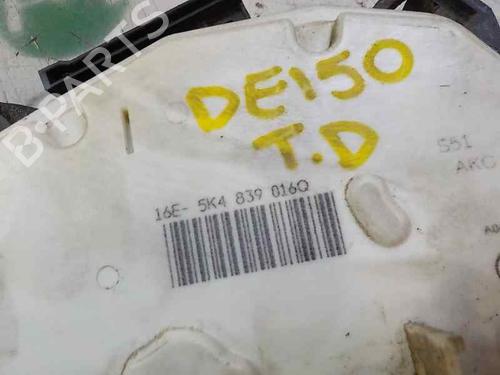 B-PARTS
DE150
T.D
S51
AKC
16E- 5K4 839 016Q